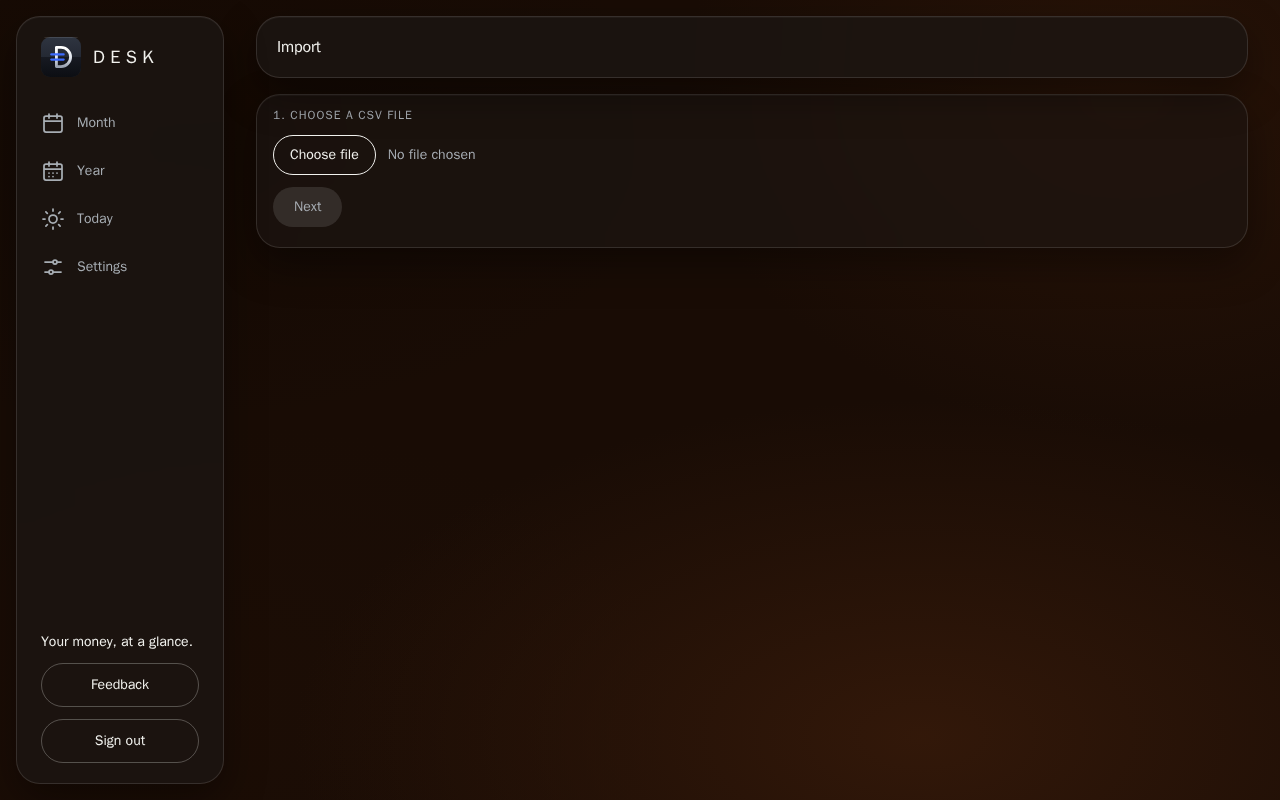 DESK
Month
Year
Today
Settings
Your money, at a glance.
Feedback
Sign out
Import
1. CHOOSE A CSV FILE
Choose file No file chosen
Next